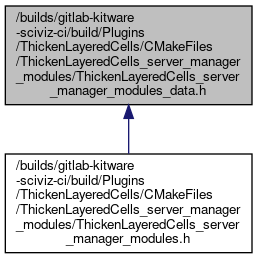 /builds/gitlab-kitware
-sciviz-ci/build/Plugins
/ThickenLayeredCells/CMakeFiles
/ThickenLayeredCells_server_manager
_modules/ThickenLayeredCells_server
_manager_modules_data.h
/builds/gitlab-kitware
-sciviz-ci/build/Plugins
/ThickenLayeredCells/CMakeFiles
/ThickenLayeredCells_server_manager
_modules/ThickenLayeredCells_server
_manager_modules.h